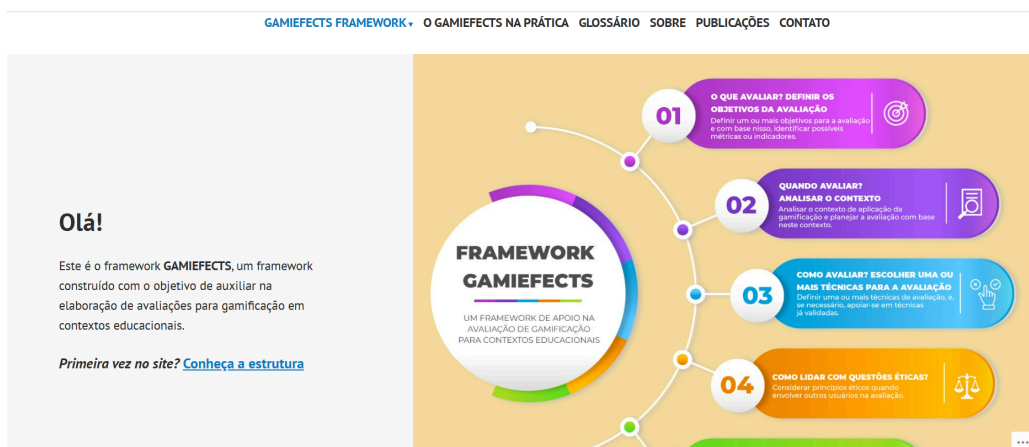 GAMIEFECTS FRAMEWORK▾ O GAMIEFECTS NA PRÁTICA GLOSSÁRIO SOBRE PUBLICAÇÕES CONTATO
Olá!
Este é o framework GAMIEFECTS, um framework
construído com o objetivo de auxiliar na
elaboração de avaliações para gamificação em
contextos educacionais.
Primeira vez no site? Conheça a estrutura
FRAMEWORK
GAMIEFECTS
UM FRAMEWORK DE APOIO NA
AVALIAÇÃO DE GAMIFICAÇÃO
PARA CONTEXTOS EDUCACIONAIS
01
O QUE AVALIAR? DEFINIR OS
OBJETIVOS DA AVALIAÇÃO
Definir um ou mais objetivos para a avaliação
e com base nisso, identificar possíveis
métricas ou indicadores.
02
QUANDO AVALIAR?
ANALISAR O CONTEXTO
Analisar o contexto de aplicação da
gamificação e planejar a avaliação com base
neste contexto.
03
COMO AVALIAR? ESCOLHER UMA OU
MAIS TÉCNICAS PARA A AVALIAÇÃO
Definir uma ou mais técnicas de avaliação, e,
se necessário, apoiar-se em técnicas
já validadas.
04
COMO LIDAR COM QUESTÕES ÉTICAS?
Considerar princípios éticos quando
envolver outros usuários na avaliação.